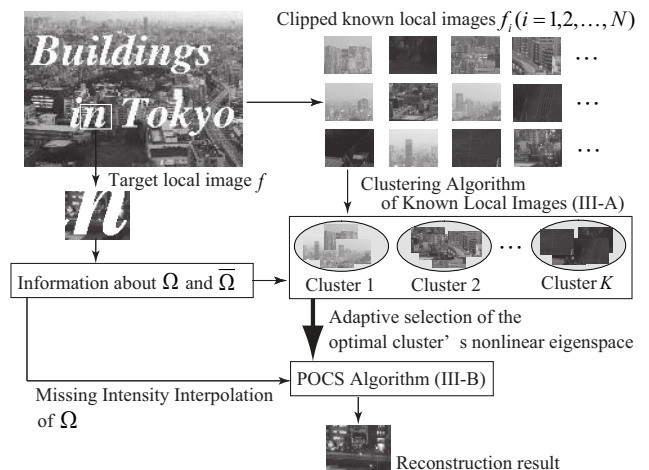 Clipped known local images fᵢ(i = 1,2,…, N)
Buildings
in Tokyo
…
…
…
Target local image f
n
Clustering Algorithm
of Known Local Images (III-A)
Information about Ω and Ω̅
…
Cluster 1
Cluster 2
Cluster K
Adaptive selection of the
optimal cluster’ s nonlinear eigenspace
Missing Intensity Interpolation
of Ω
POCS Algorithm (III-B)
Reconstruction result